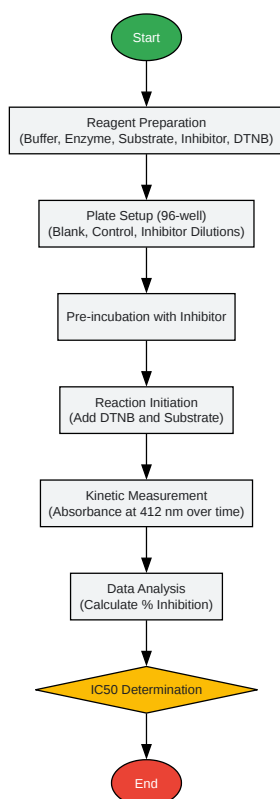 Start
Reagent Preparation
(Buffer, Enzyme, Substrate, Inhibitor, DTNB)
Plate Setup (96-well)
(Blank, Control, Inhibitor Dilutions)
Pre-incubation with Inhibitor
Reaction Initiation
(Add DTNB and Substrate)
Kinetic Measurement
(Absorbance at 412 nm over time)
Data Analysis
(Calculate % Inhibition)
IC50 Determination
End